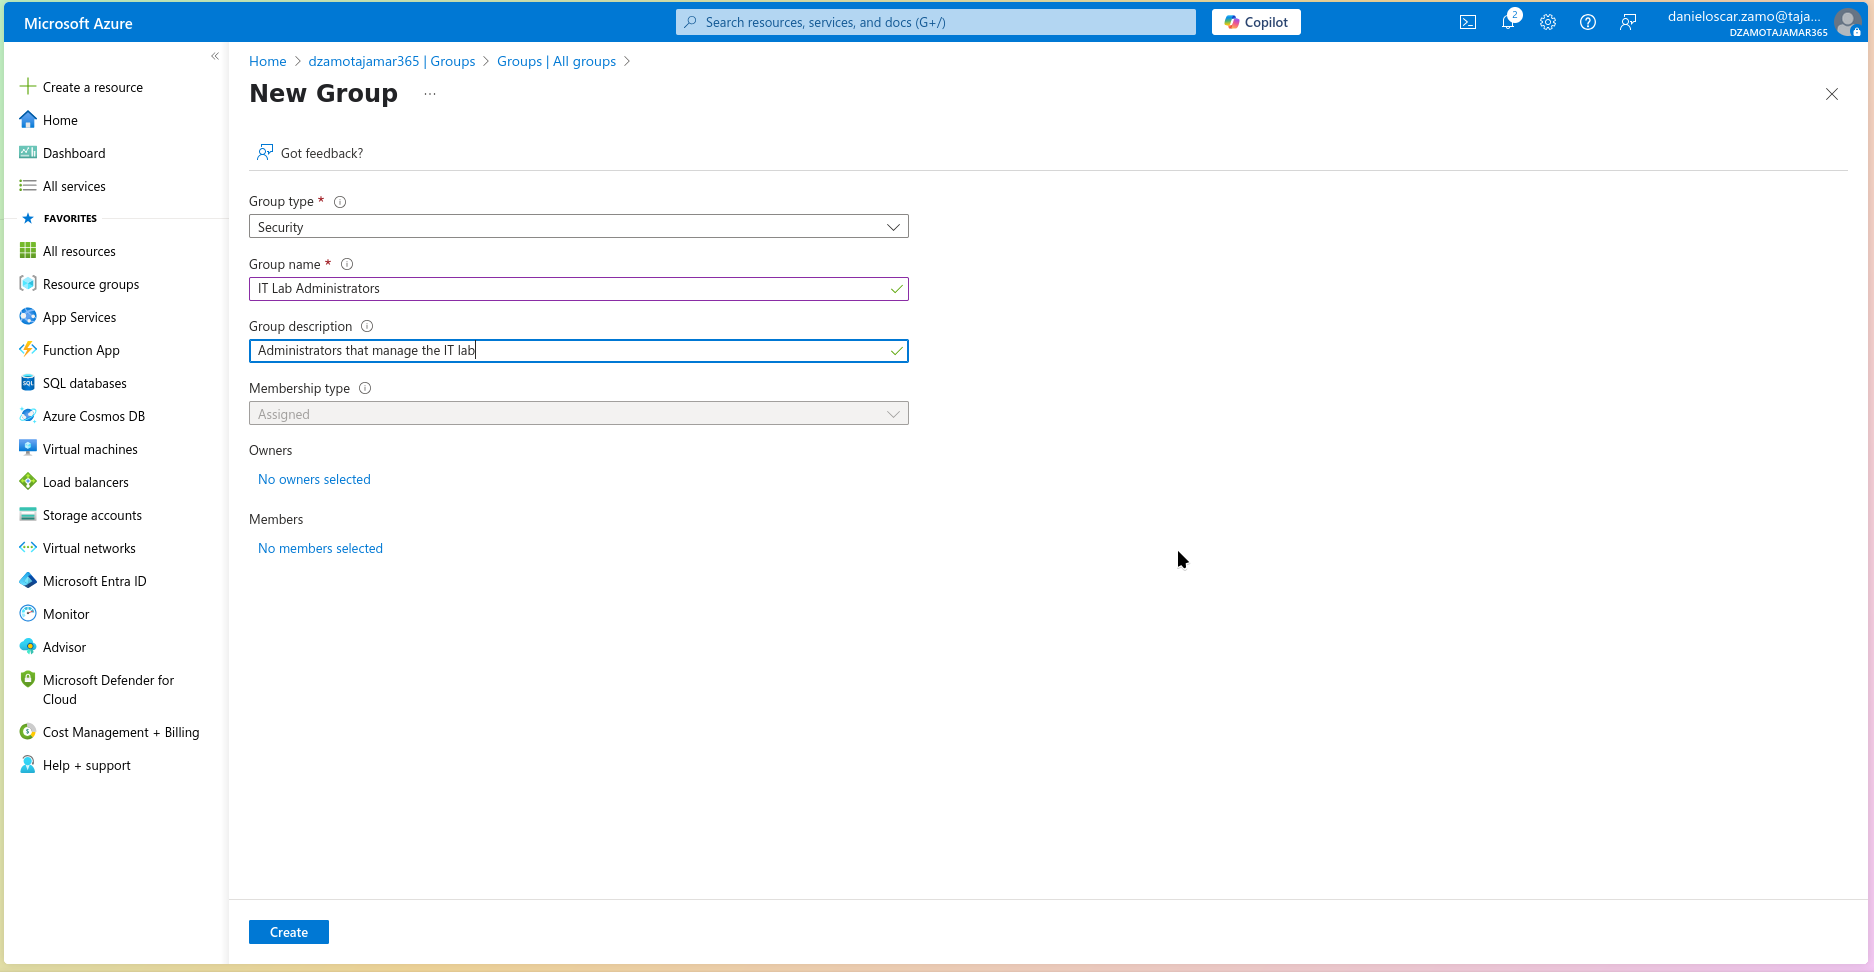 Microsoft Azure
Search resources, services, and docs (G+/)
Copilot
2
danieloscar.zamo@taja...
DZAMOTAJAMAR365
«
Create a resource
Home
Dashboard
All services
FAVORITES
All resources
Resource groups
App Services
Function App
SQL databases
Azure Cosmos DB
Virtual machines
Load balancers
Storage accounts
Virtual networks
Microsoft Entra ID
Monitor
Advisor
Microsoft Defender for
Cloud
Cost Management + Billing
Help + support
Home > dzamotajamar365 | Groups > Groups | All groups >
New Group ...
Got feedback?
Group type *
Security
Group name *
IT Lab Administrators
Group description
Administrators that manage the IT lab
Membership type
Assigned
Owners
No owners selected
Members
No members selected
Create